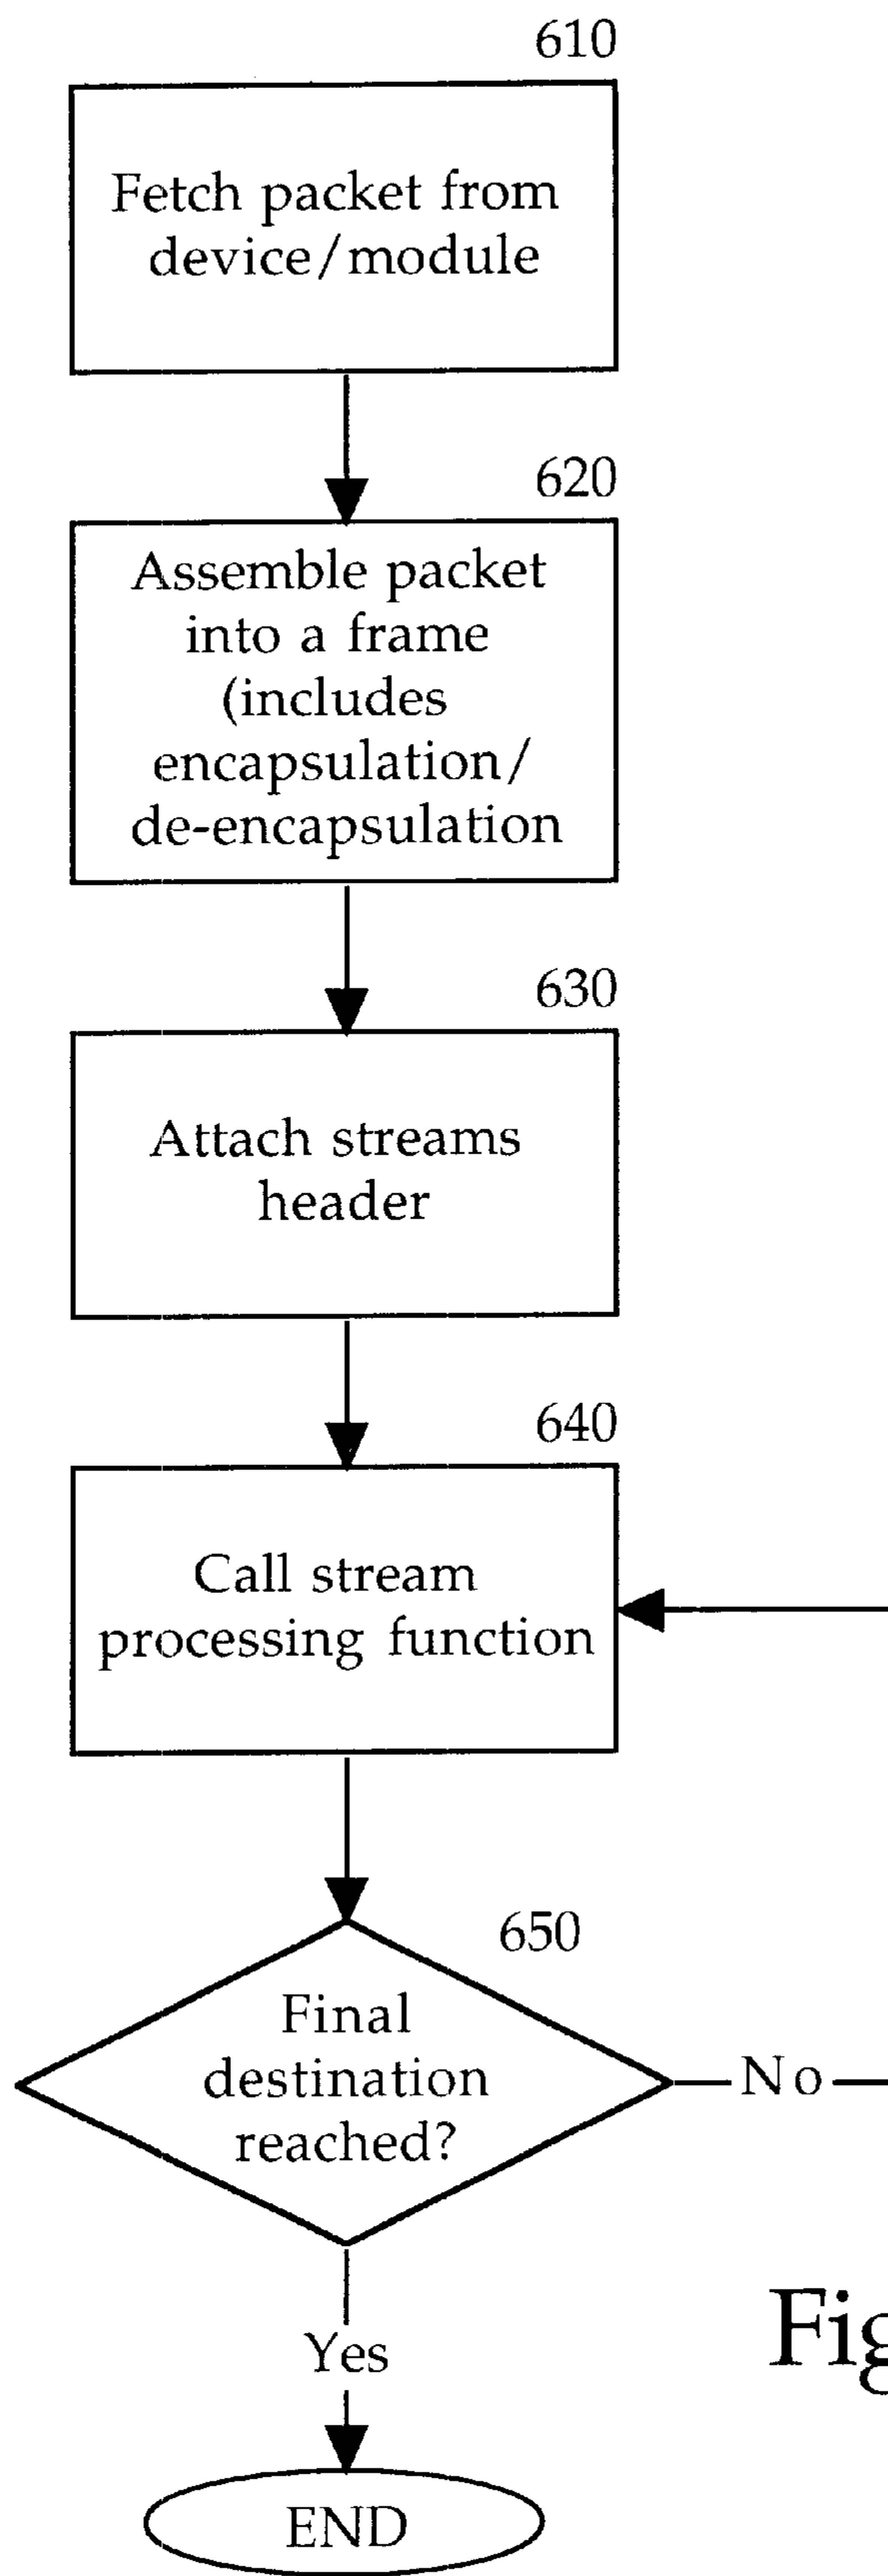 610
Fetch packet from
device/module
620
Assemble packet
into a frame
(includes
encapsulation/
de-encapsulation
630
Attach streams
header
640
Call stream
processing function
650
Final
destination
reached?
No
Yes
END